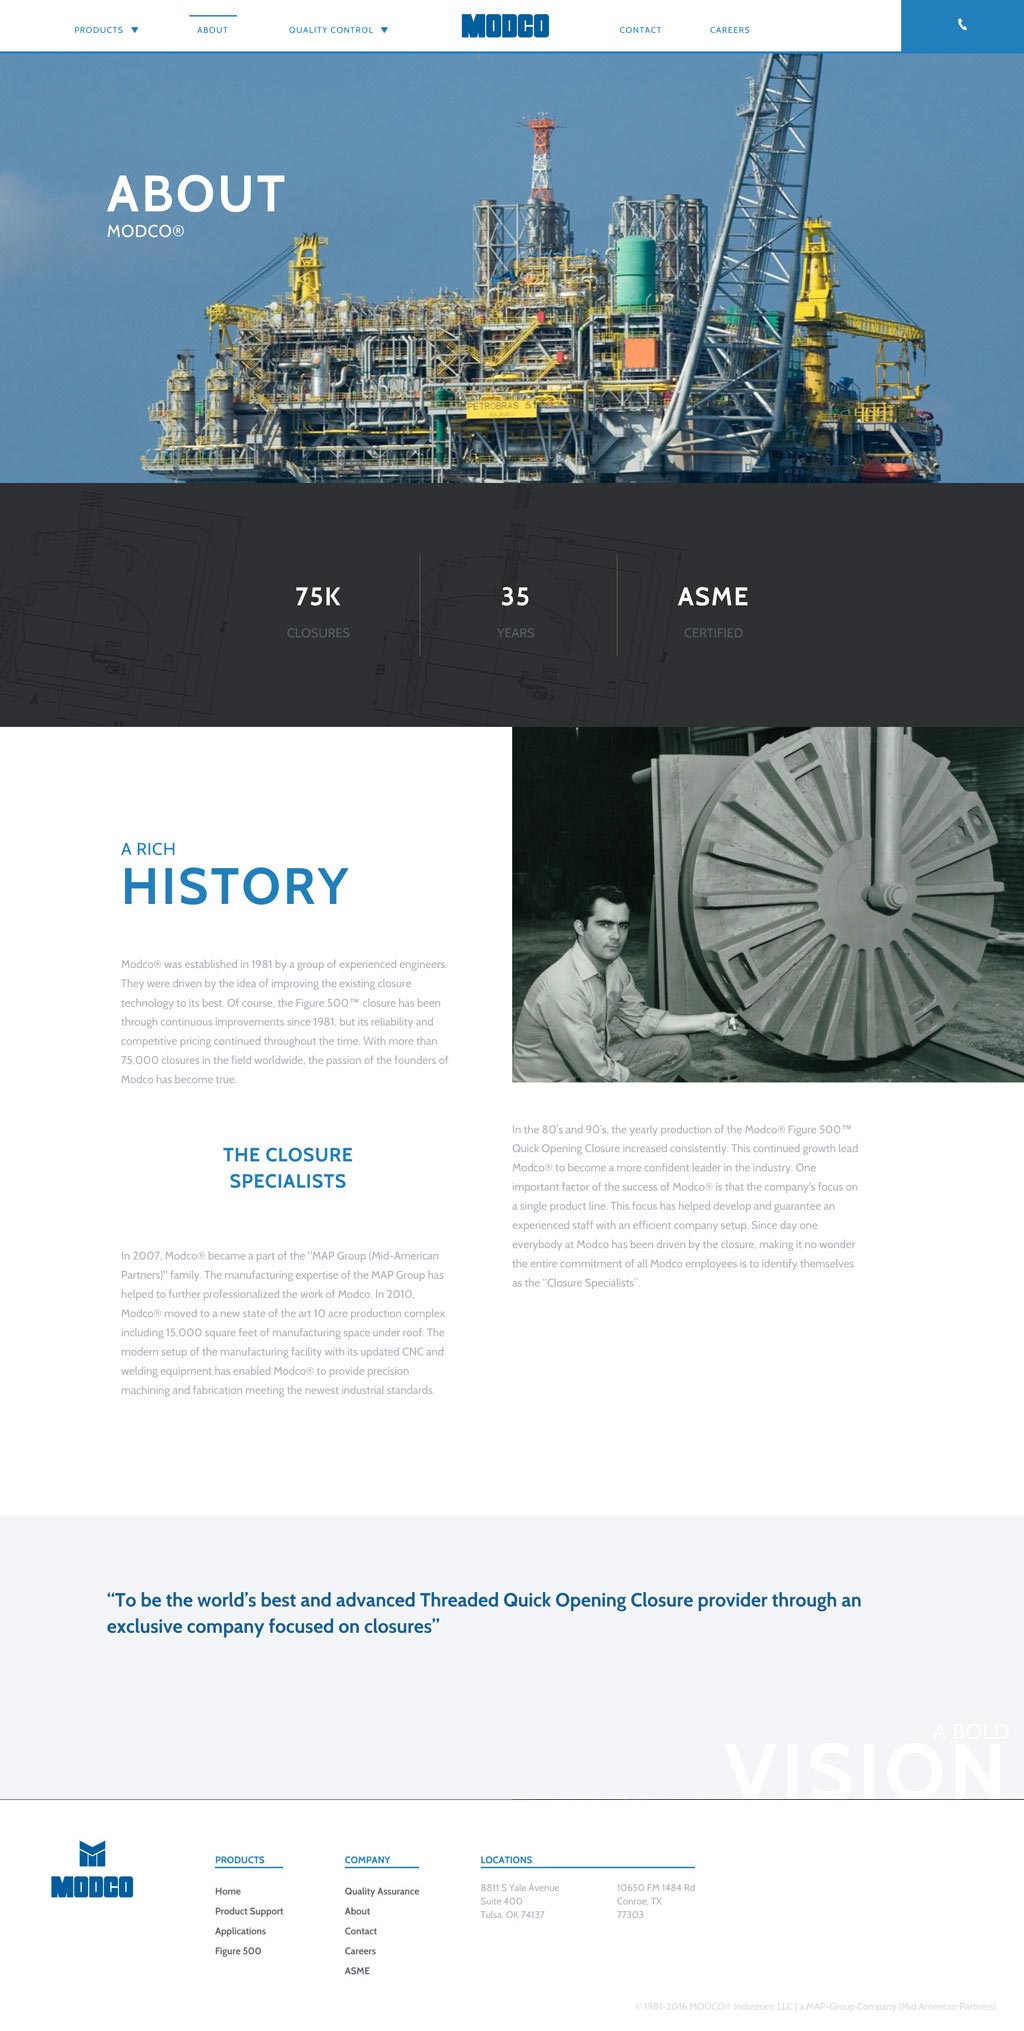 PRODUCTS ▼
ABOUT
QUALITY CONTROL ▼
MODCO
CONTACT
CAREERS
ABOUT
MODCO®
PETROBRAS 51
75K
CLOSURES
35
YEARS
ASME
CERTIFIED
J
A
B
J
A RICH
HISTORY
Modco® was established in 1981 by a group of experienced engineers.
They were driven by the idea of improving the existing closure
technology to its best. Of course, the Figure 500™ closure has been
through continuous improvements since 1981, but its reliability and
competitive pricing continued throughout the time. With more than
75,000 closures in the field worldwide, the passion of the founders of
Modco has become true.
THE CLOSURE
SPECIALISTS
In 2007, Modco® became a part of the "MAP Group (Mid-American
Partners)" family. The manufacturing expertise of the MAP Group has
helped to further professionalized the work of Modco. In 2010,
Modco® moved to a new state of the art 10 acre production complex
including 15,000 square feet of manufacturing space under roof. The
modern setup of the manufacturing facility with its updated CNC and
welding equipment has enabled Modco® to provide precision
machining and fabrication meeting the newest industrial standards.
In the 80's and 90's, the yearly production of the Modco® Figure 500™
Quick Opening Closure increased consistently. This continued growth lead
Modco® to become a more confident leader in the industry. One
important factor of the success of Modco® is that the company's focus on
a single product line. This focus has helped develop and guarantee an
experienced staff with an efficient company setup. Since day one
everybody at Modco has been driven by the closure, making it no wonder
the entire commitment of all Modco employees is to identify themselves
as the "Closure Specialists".
“To be the world’s best and advanced Threaded Quick Opening Closure provider through an
exclusive company focused on closures”
A BOLD
VISION
MODCO
PRODUCTS
Home
Product Support
Applications
Figure 500
COMPANY
Quality Assurance
About
Contact
Careers
ASME
LOCATIONS
8811 S Yale Avenue
Suite 400
Tulsa, OK 74137
10650 FM 1484 Rd
Conroe, TX
77303
© 1981-2016 MODCO® Industries, LLC | a MAP-Group Company (Mid American Partners)